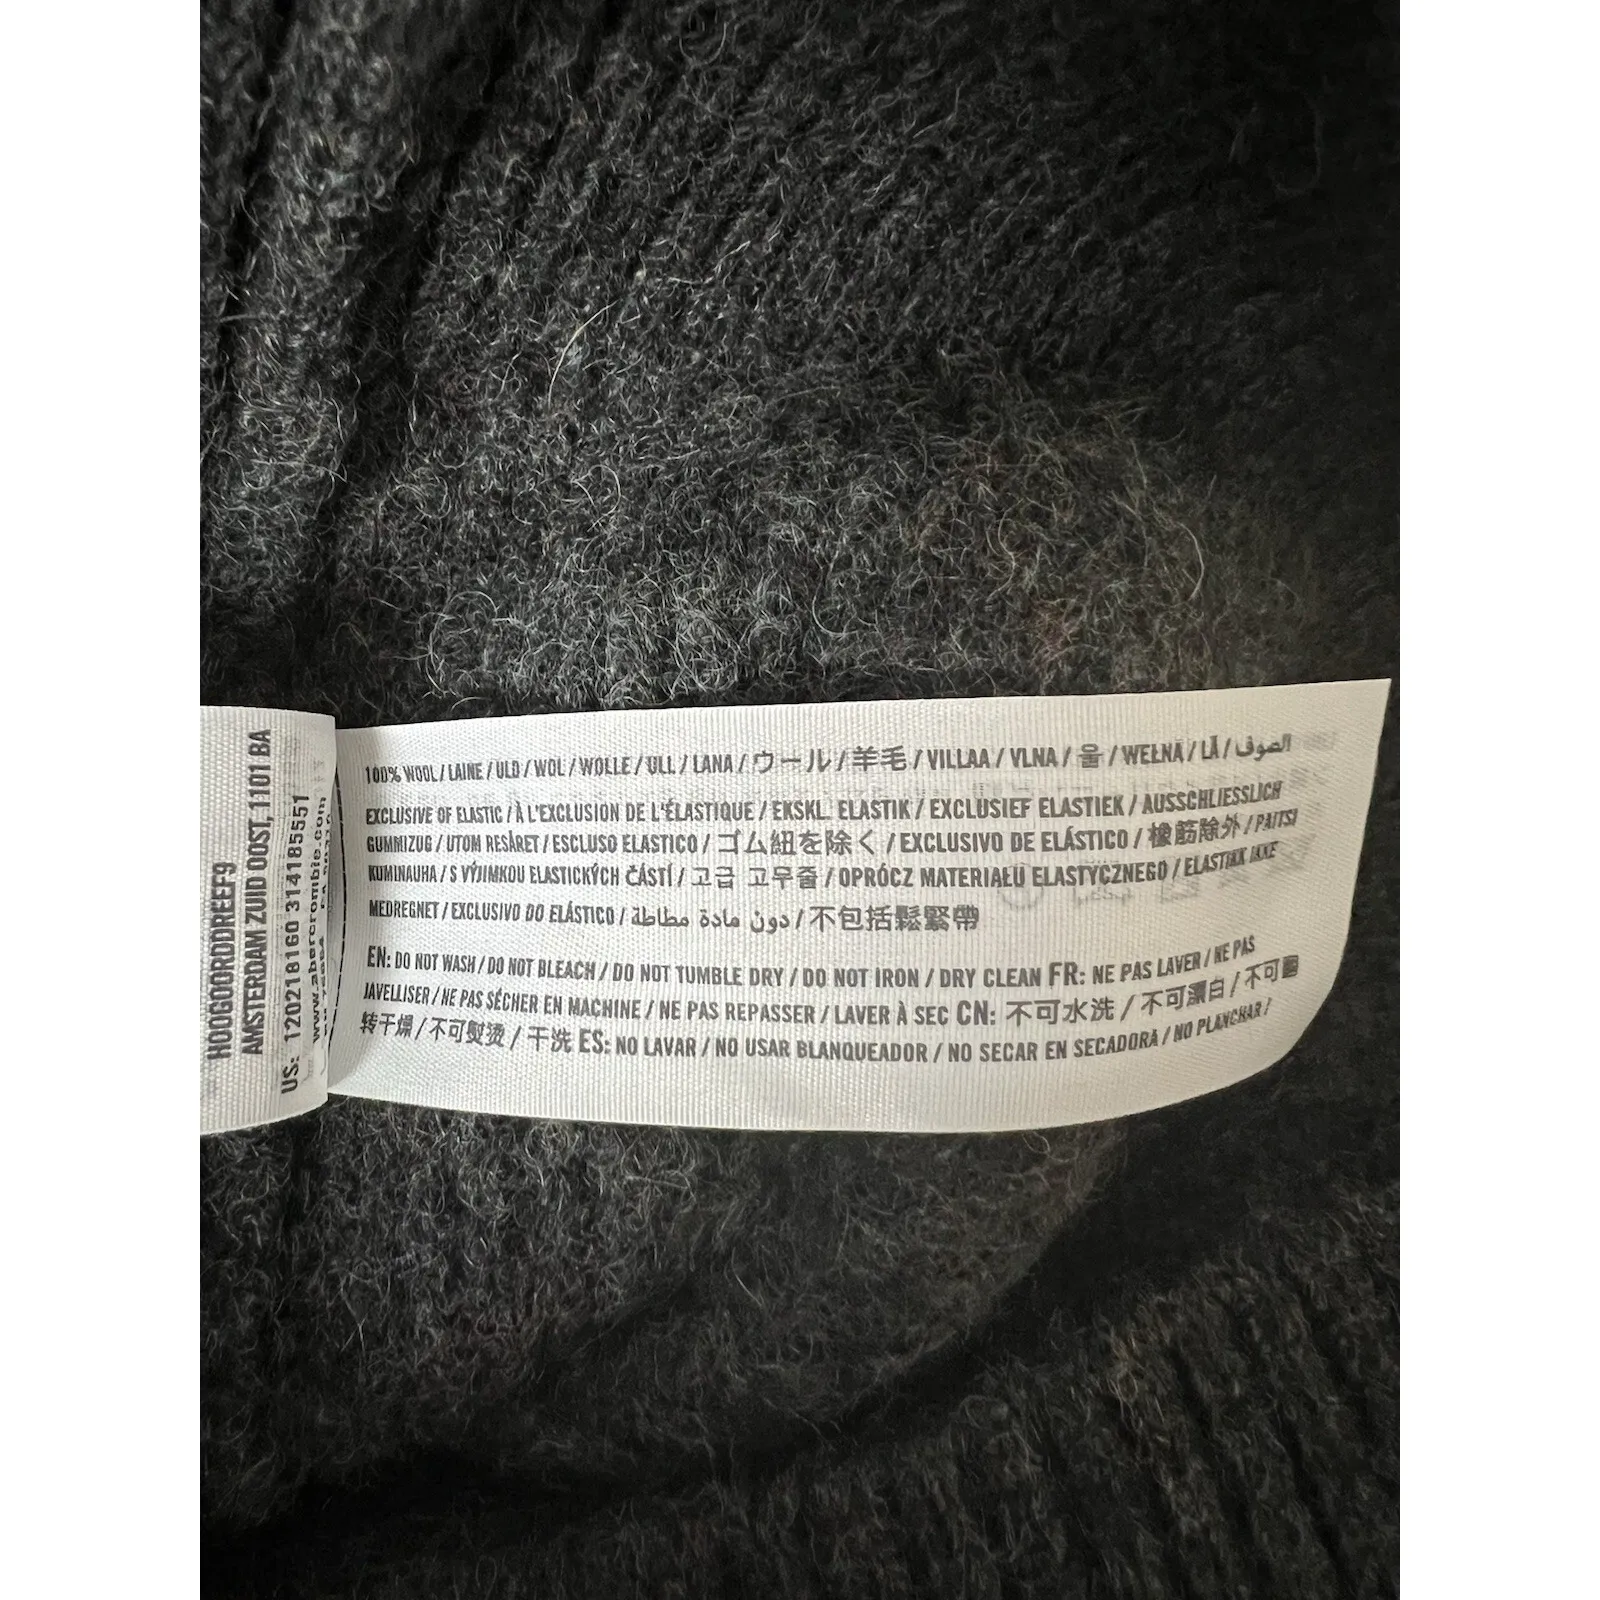 100% WOOL / LAINE / ULD / WOL / WOLLE / ULL / LANA / ウール / 羊毛 / VILLAA / VLNA / 울 / WEŁNA / LÃ / الصوف
EXCLUSIVE OF ELASTIC / À L'EXCLUSION DE L'ÉLASTIQUE / EKSKL. ELASTIK / EXCLUSIEF ELASTIEK / AUSSCHLIESSLICH
GUMMIZUG / UTOM RESÅRET / ESCLUSO ELASTICO / ゴム紐を除く / EXCLUSIVO DE ELÁSTICO / 橡筋除外 / PAITSI
KUMINAUHA / S VÝJIMKOU ELASTICKÝCH ČÁSTÍ / 고급 고무줄 / OPRÓCZ MATERIAŁU ELASTYCZNEGO / ELASTIKK IKKE
MEDREGNET / EXCLUSIVO DO ELÁSTICO / دون مادة مطاطة / 不包括鬆緊帶
EN: DO NOT WASH / DO NOT BLEACH / DO NOT TUMBLE DRY / DO NOT IRON / DRY CLEAN FR: NE PAS LAVER / NE PAS
JAVELLISER / NE PAS SÉCHER EN MACHINE / NE PAS REPASSER / LAVER À SEC CN: 不可水洗 / 不可漂白 / 不可
转干燥 / 不可熨烫 / 干洗 ES: NO LAVAR / NO USAR BLANQUEADOR / NO SECAR EN SECADORA / NO PLANCHAR /
HOOGOORDDREEF9
AMSTERDAM ZUID OOST, 1101 BA
US: 120218160 314185551
www.abercrombie.com